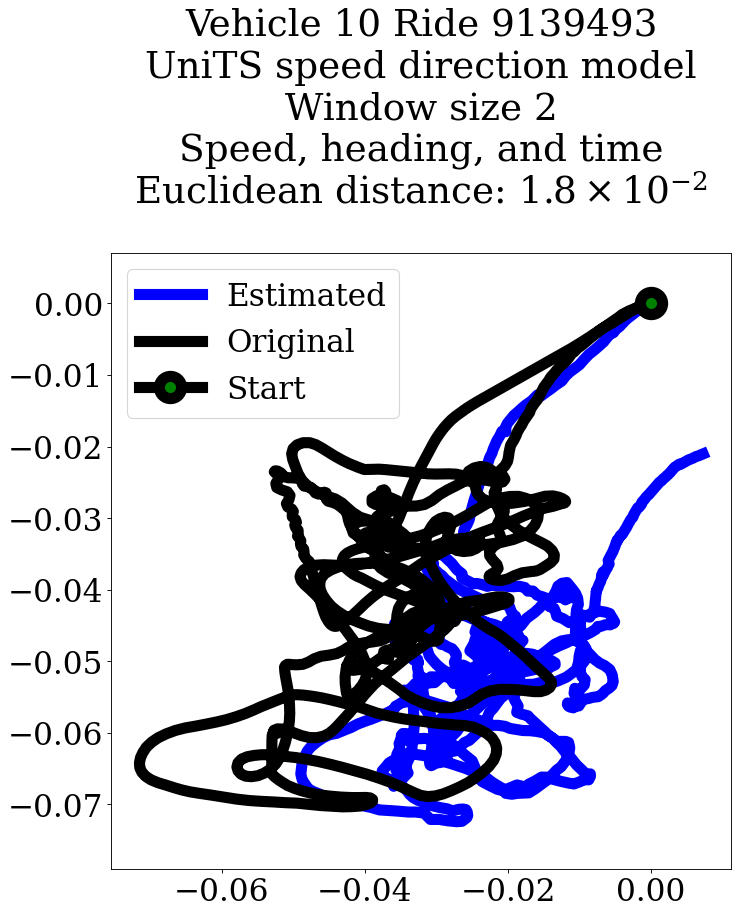 Vehicle 10 Ride 9139493
UniTS speed direction model
Window size 2
Speed, heading, and time
Euclidean distance: 1.8 × 10⁻²
Estimated
Original
Start
0.00
−0.01
−0.02
−0.03
−0.04
−0.05
−0.06
−0.07
−0.06 −0.04 −0.02 0.00